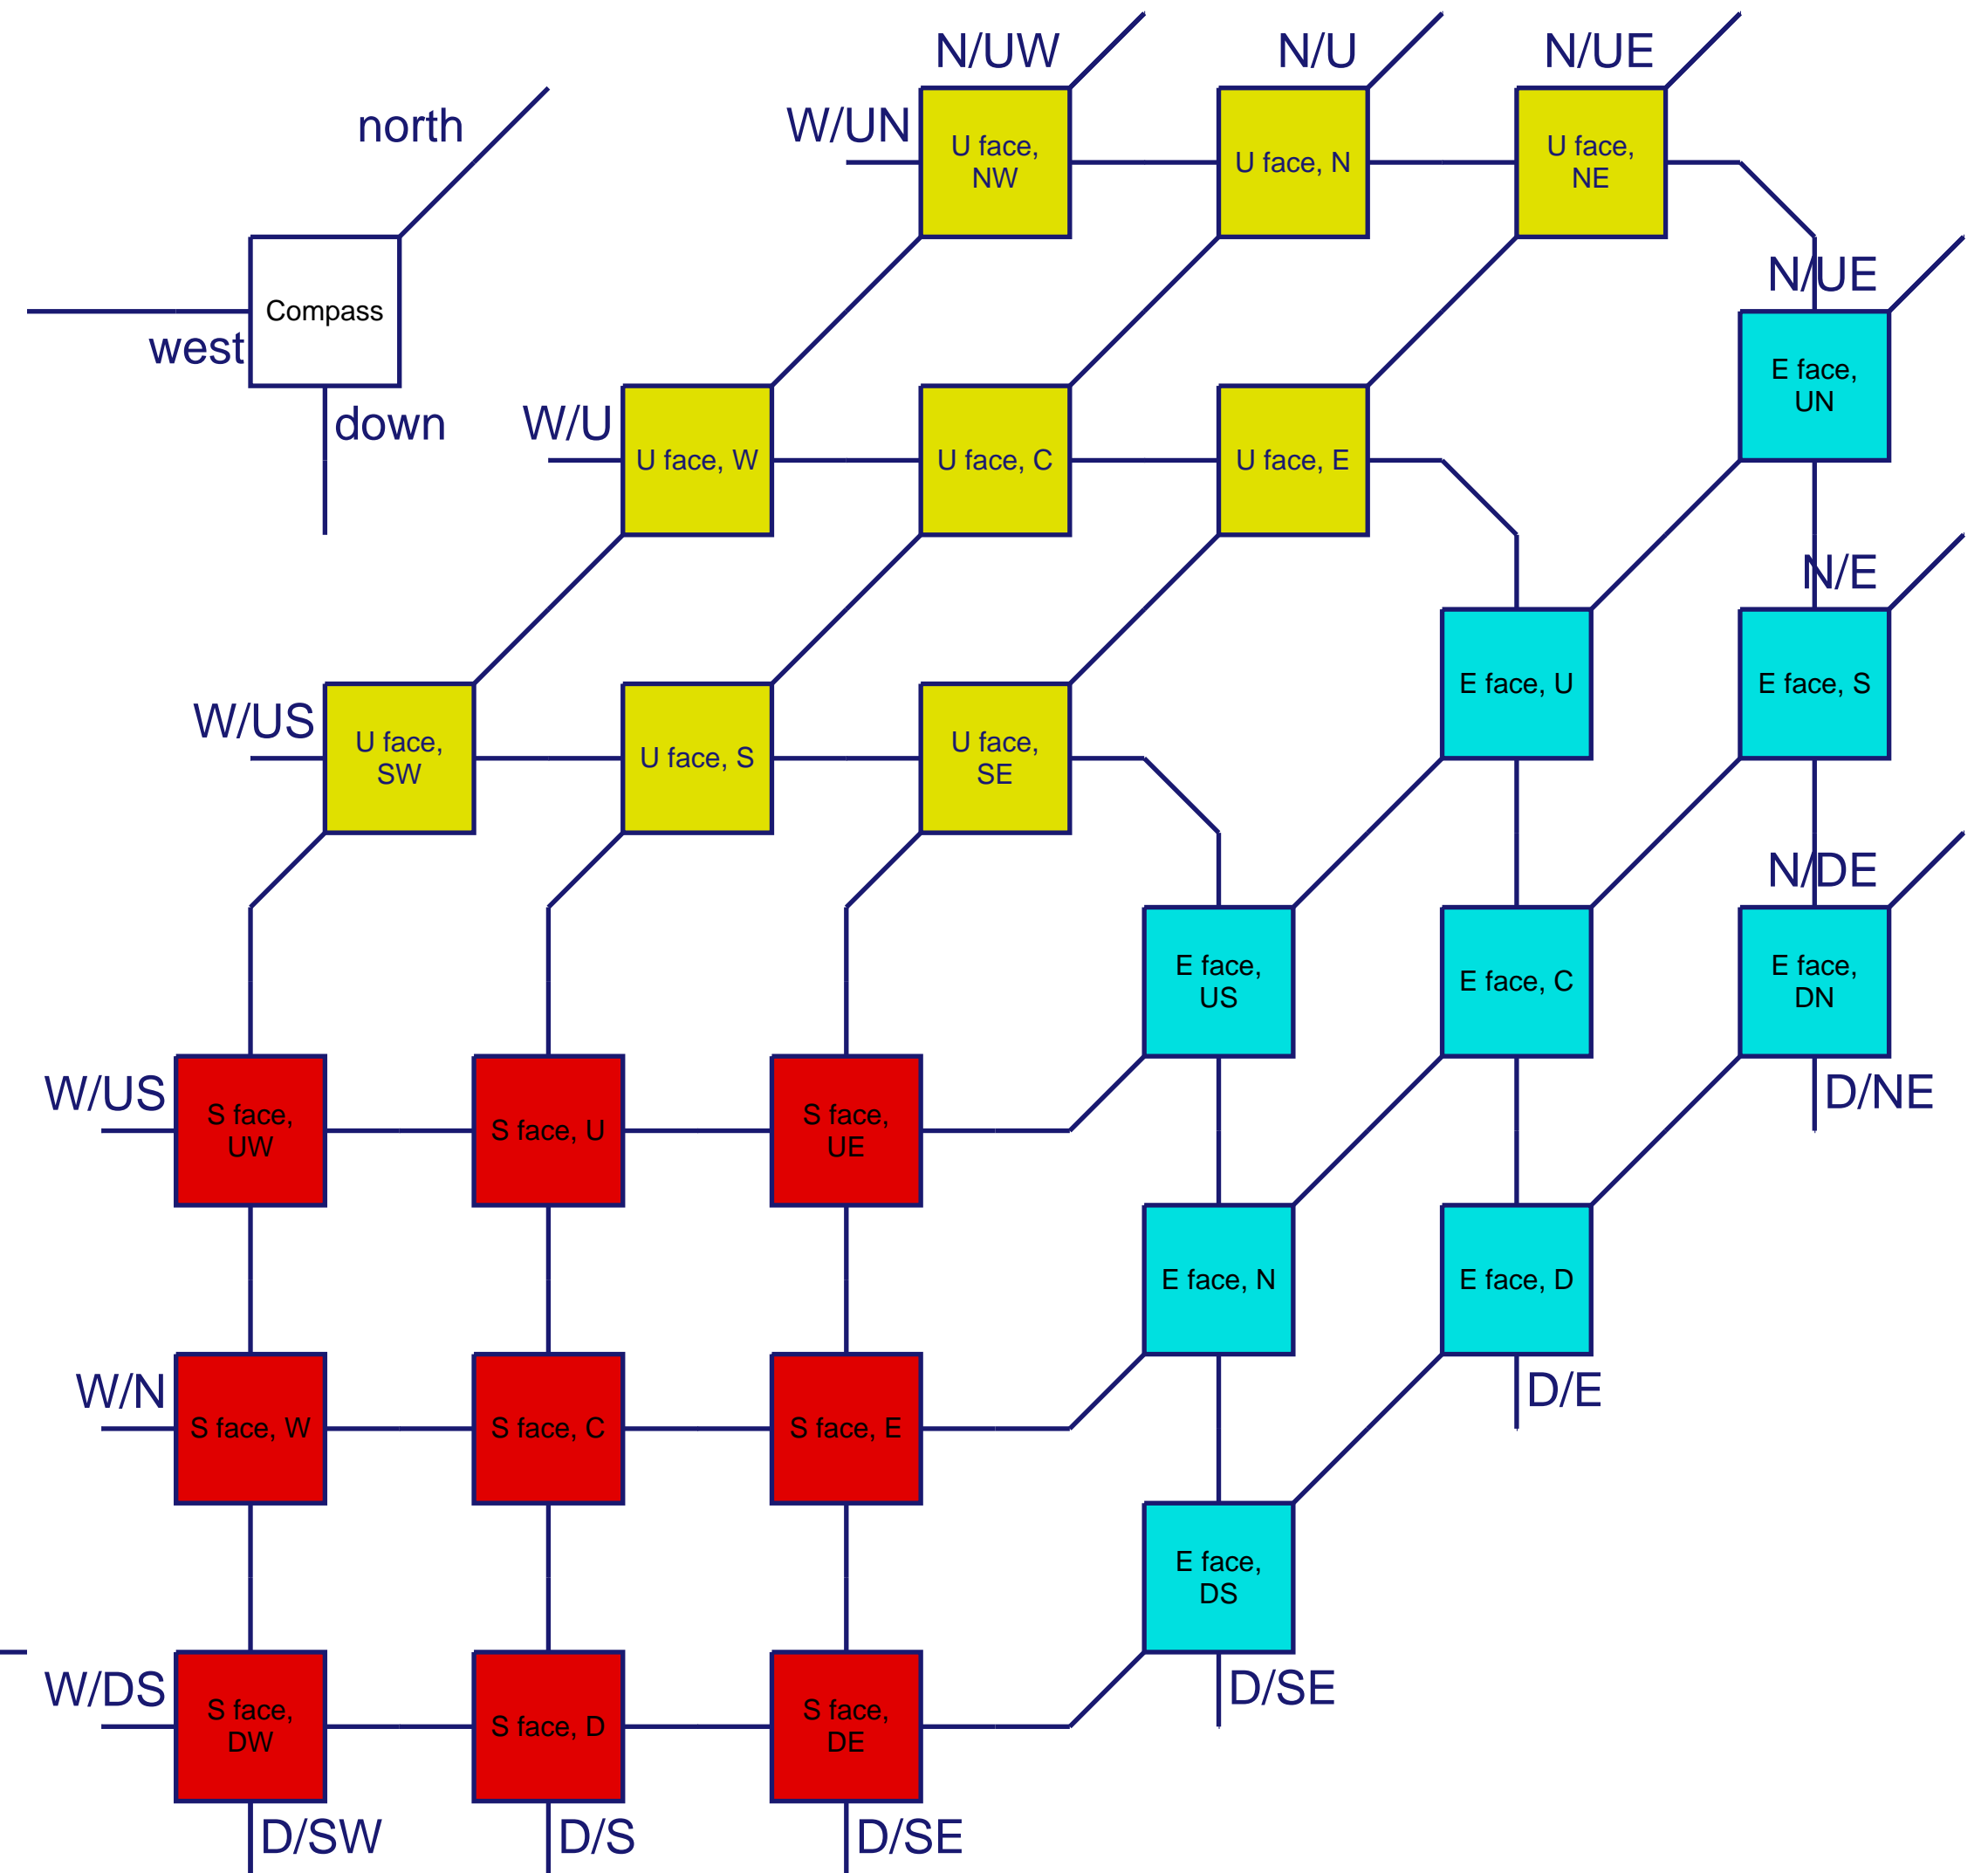 N/UW
N/U
N/UE
north
W/UN
U face,
NW
U face, N
U face,
NE
Compass
west
down
N/UE
E face,
UN
W/U
U face, W
U face, C
U face, E
N/E
E face, U
E face, S
W/US
U face,
SW
U face, S
U face,
SE
N/DE
E face,
US
E face, C
E face,
DN
W/US
S face,
UW
S face, U
S face,
UE
D/NE
E face, N
E face, D
W/N
S face, W
S face, C
S face, E
D/E
E face,
DS
W/DS
S face,
DW
S face, D
S face,
DE
D/SE
D/SW
D/S
D/SE